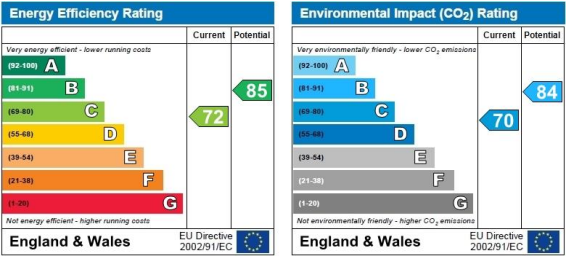 Energy Efficiency Rating
Current Potential
Very energy efficient - lower running costs
(92-100) A
(81-91) B
(69-80) C
(55-68) D
(39-54) E
(21-38) F
(1-20) G
72
85
Not energy efficient - higher running costs
England & Wales
EU Directive
2002/91/EC
Environmental Impact (CO2) Rating
Current Potential
Very environmentally friendly - lower CO2 emissions
(92-100) A
(81-91) B
(69-80) C
(55-68) D
(39-54) E
(21-38) F
(1-20) G
70
84
Not environmentally friendly - higher CO2 emissions
England & Wales
EU Directive
2002/91/EC